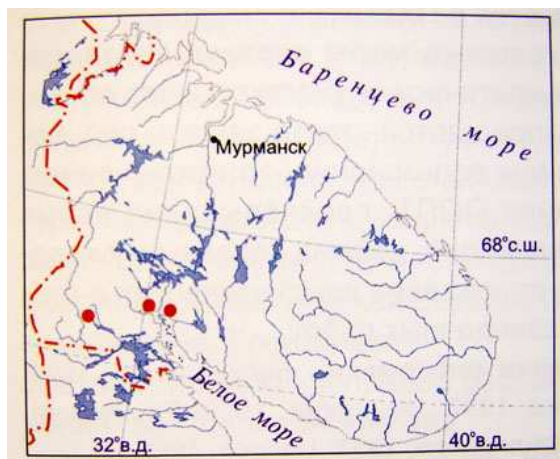 Баренцево море
Мурманск
68°с.ш.
Белое море
32°в.д.
40°в.д.